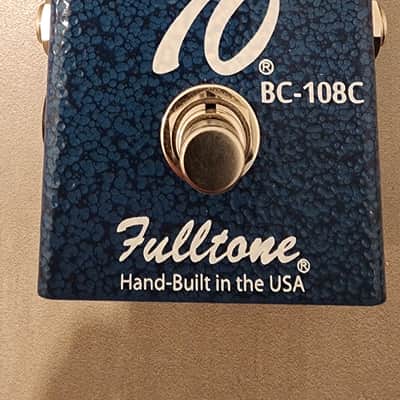 70®
BC-108C
Fulltone®
Hand-Built in the USA